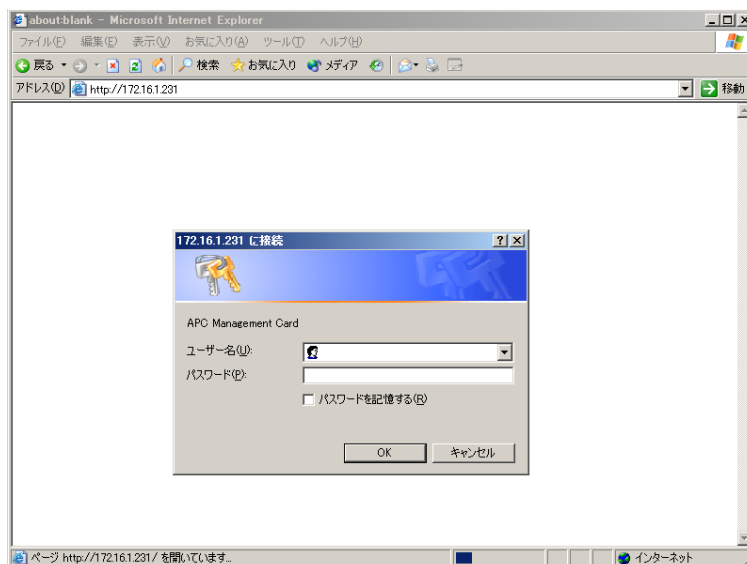 about:blank - Microsoft Internet Explorer
ファイル(F) 編集(E) 表示(V) お気に入り(A) ツール(T) ヘルプ(H)
戻る 検索 お気に入り メディア
アドレス(D) http://172.16.1.231 移動
172.16.1.231 に接続
APC Management Card
ユーザー名(U):
パスワード(P):
パスワードを記憶する(R)
OK キャンセル
ページ http://172.16.1.231/ を開いています... インターネット